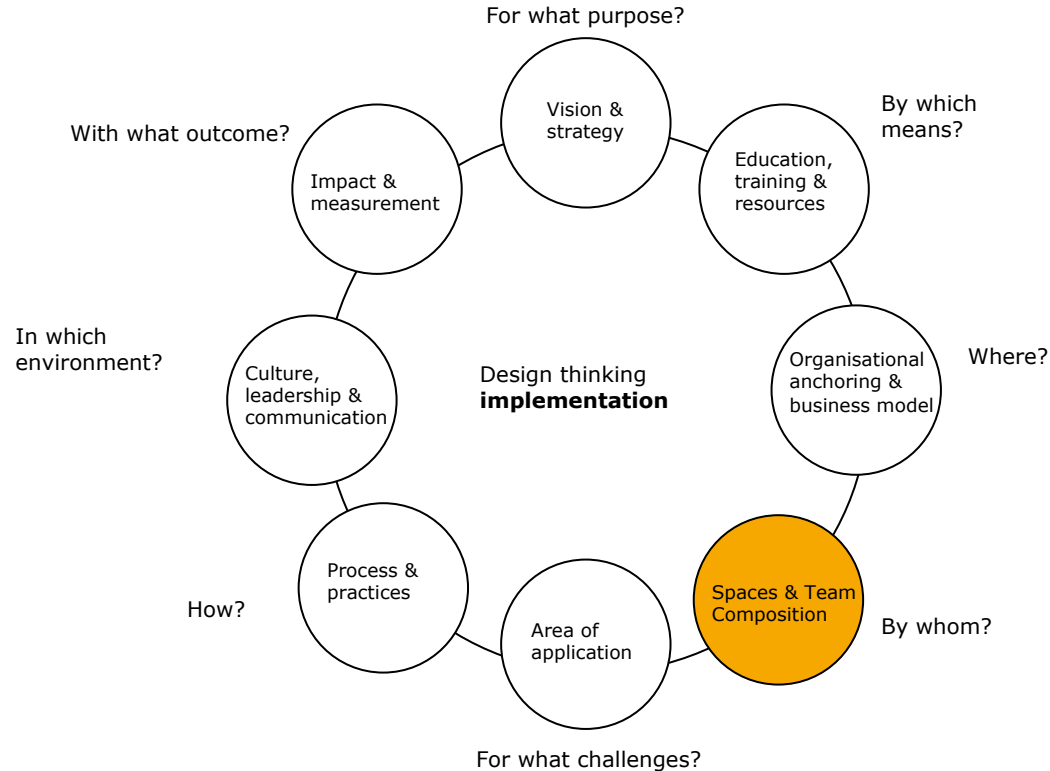 For what purpose?
Vision &
strategy
By which
means?
Education,
training &
resources
Where?
Organisational
anchoring &
business model
By whom?
Spaces & Team
Composition
For what challenges?
Area of
application
How?
Process &
practices
In which
environment?
Culture,
leadership &
communication
With what outcome?
Impact &
measurement
Design thinking
implementation